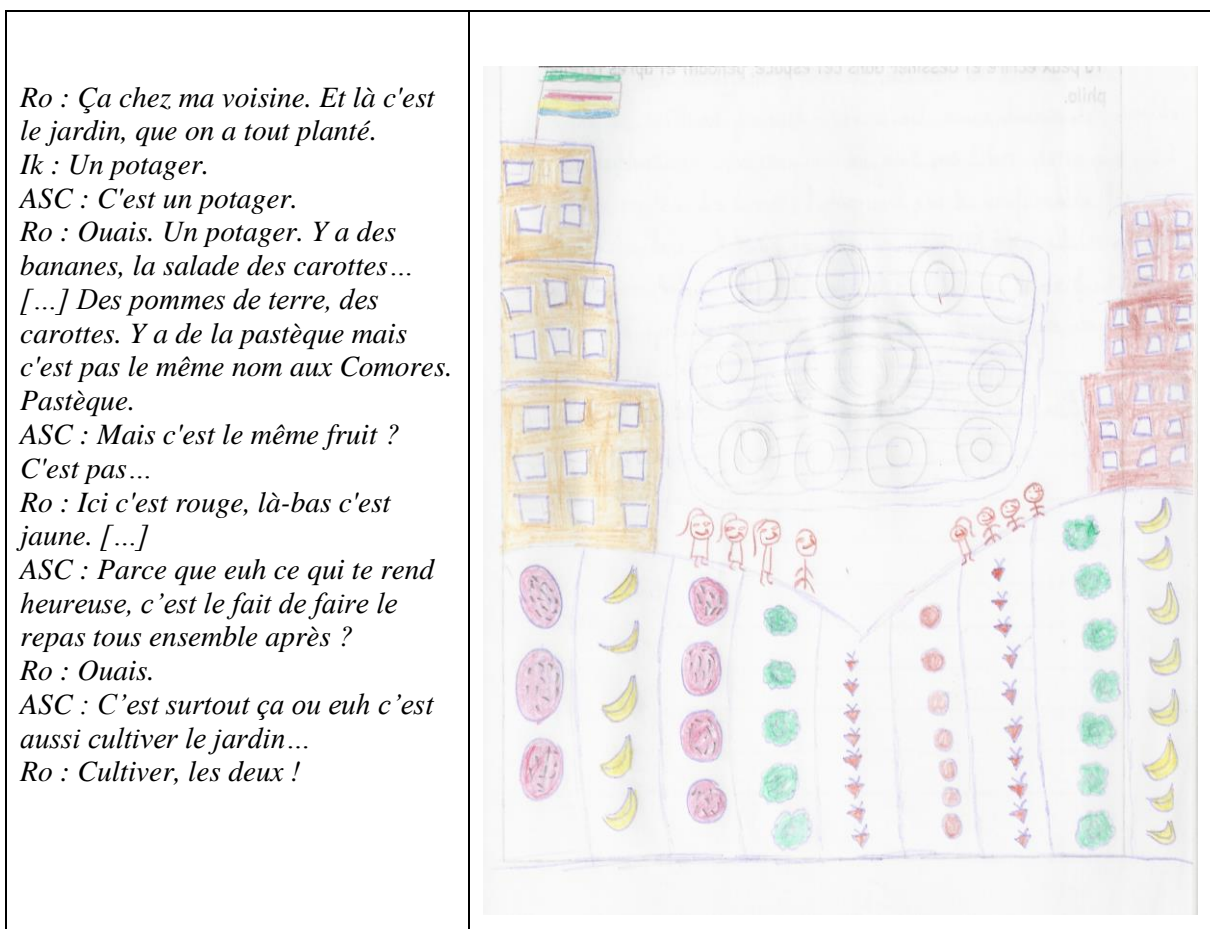 Ro : Ça chez ma voisine. Et là c'est
le jardin, que on a tout planté.
Ik : Un potager.
ASC : C'est un potager.
Ro : Ouais. Un potager. Y a des
bananes, la salade des carottes…
[…] Des pommes de terre, des
carottes. Y a de la pastèque mais
c'est pas le même nom aux Comores.
Pastèque.
ASC : Mais c'est le même fruit ?
C'est pas…
Ro : Ici c'est rouge, là-bas c'est
jaune. […]
ASC : Parce que euh ce qui te rend
heureuse, c’est le fait de faire le
repas tous ensemble après ?
Ro : Ouais.
ASC : C’est surtout ça ou euh c’est
aussi cultiver le jardin…
Ro : Cultiver, les deux !